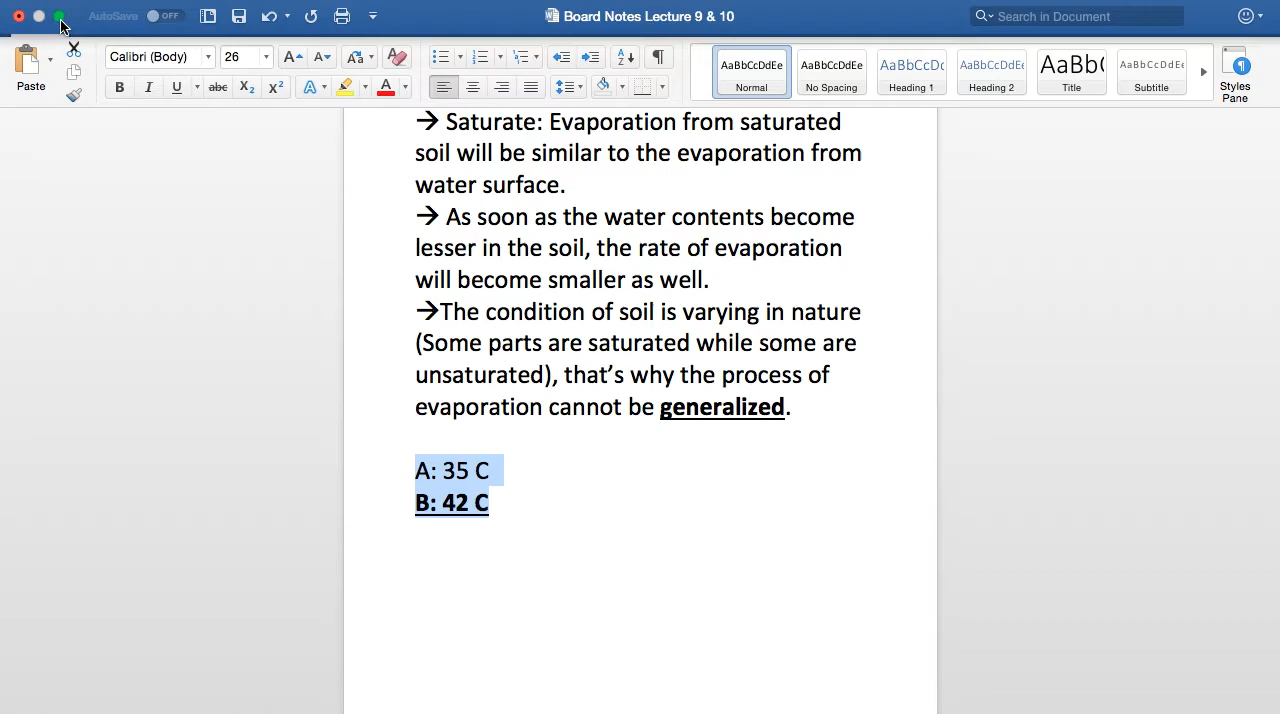 AutoSave OFF
Board Notes Lecture 9 & 10
Search in Document
Paste
Calibri (Body) 26
B I U abc X2 X2
AaBbCcDdEe Normal
AaBbCcDdEe No Spacing
AaBbCcDc Heading 1
AaBbCcDdEe Heading 2
AaBb( Title
AaBbCcDdEe Subtitle
Styles Pane
→ Saturate: Evaporation from saturated
soil will be similar to the evaporation from
water surface.
→ As soon as the water contents become
lesser in the soil, the rate of evaporation
will become smaller as well.
→The condition of soil is varying in nature
(Some parts are saturated while some are
unsaturated), that’s why the process of
evaporation cannot be generalized.
A: 35 C
B: 42 C